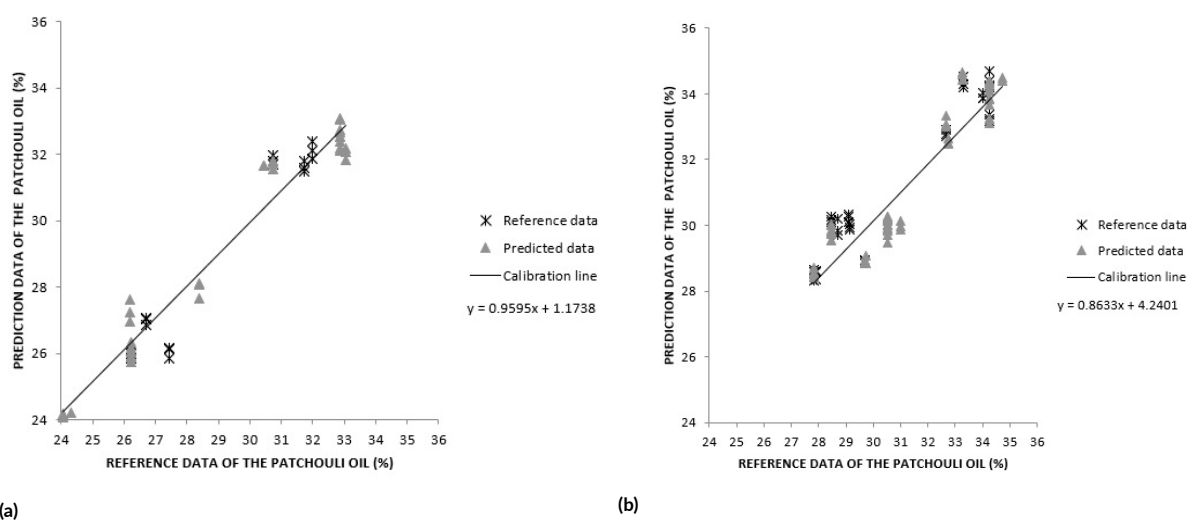 36
34
32
30
28
26
24
PREDICTION DATA OF THE PATCHOULI OIL (%)
24 25 26 27 28 29 30 31 32 33 34 35 36
REFERENCE DATA OF THE PATCHOULI OIL (%)
Reference data
Predicted data
Calibration line
y = 0.9595x + 1.1738
(a)
36
34
32
30
28
26
24
PREDICTION DATA OF THE PATCHOULI OIL (%)
24 25 26 27 28 29 30 31 32 33 34 35 36
REFERENCE DATA OF THE PATCHOULI OIL (%)
Reference data
Predicted data
Calibration line
y = 0.8633x + 4.2401
(b)